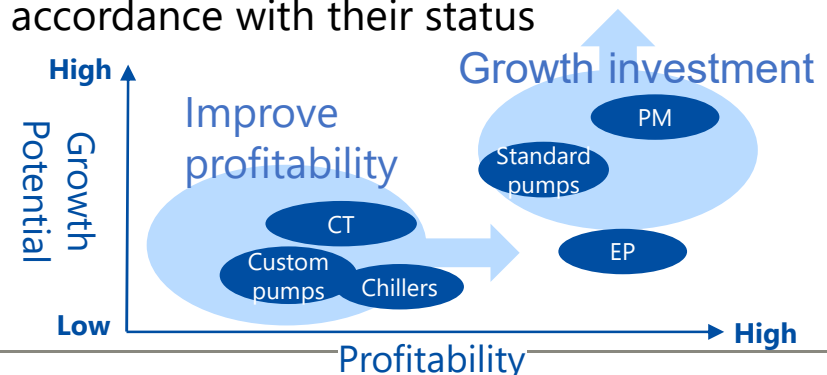 accordance with their status
High
Growth investment
Improve
profitability
PM
Standard
pumps
Growth
Potential
CT
EP
Custom
pumps
Chillers
Low
High
Profitability